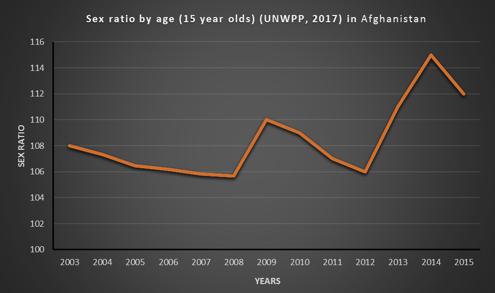 Sex ratio by age (15 year olds) (UNWPP, 2017) in Afghanistan
116
114
112
110
108
106
104
102
100
SEX RATIO
2003 2004 2005 2006 2007 2008 2009 2010 2011 2012 2013 2014 2015
YEARS